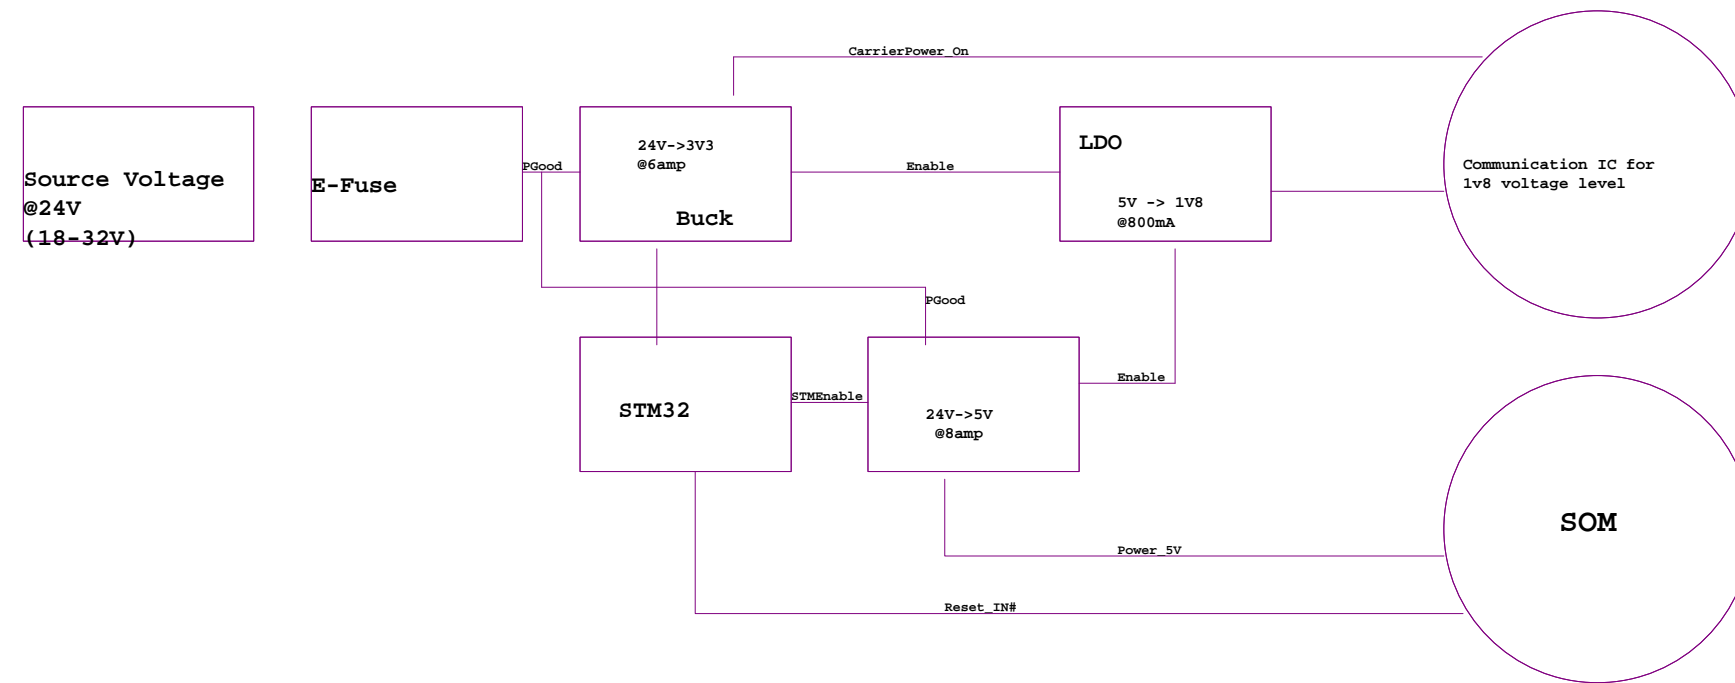 CarrierPower_On
Source Voltage
@24V
(18-32V)
E-Fuse
PGood
24V->3V3
@6amp
Buck
Enable
LDO
5V -> 1V8
@800mA
Communication IC for
1v8 voltage level
PGood
STM32
STMEnable
24V->5V
@8amp
Enable
SOM
Power_5V
Reset_IN#